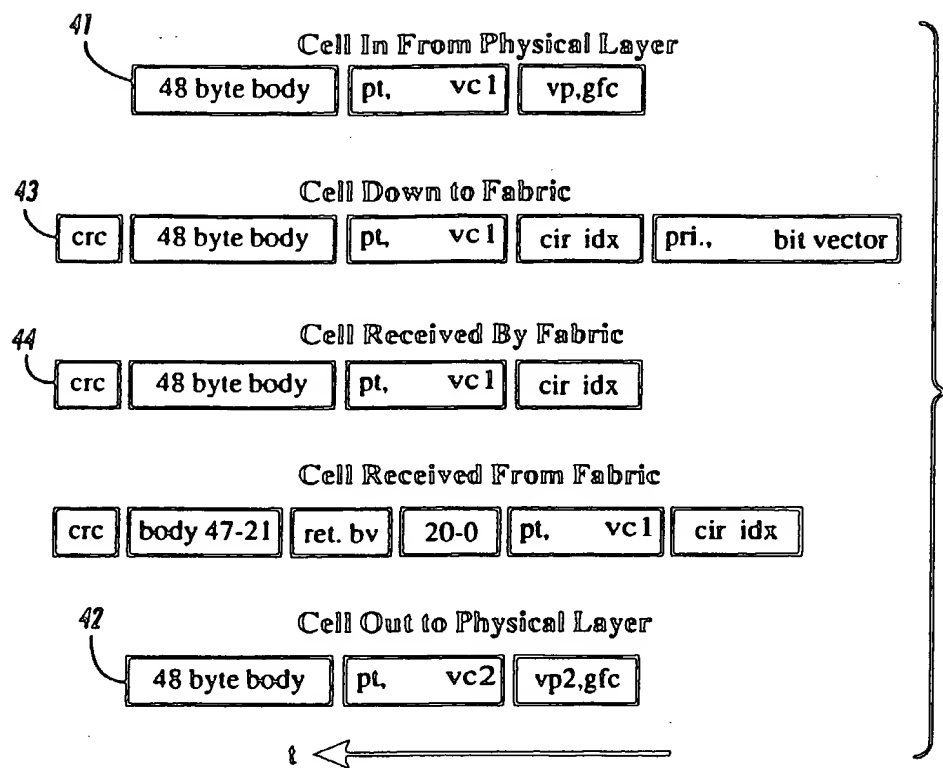 41
Cell In From Physical Layer
48 byte body pt, vc1 vp,gfc
43
Cell Down to Fabric
crc 48 byte body pt, vc1 cir idx pri., bit vector
44
Cell Received By Fabric
crc 48 byte body pt, vc1 cir idx
Cell Received From Fabric
crc body 47-21 ret. bv 20-0 pt, vc1 cir idx
42
Cell Out to Physical Layer
48 byte body pt, vc2 vp2,gfc
t